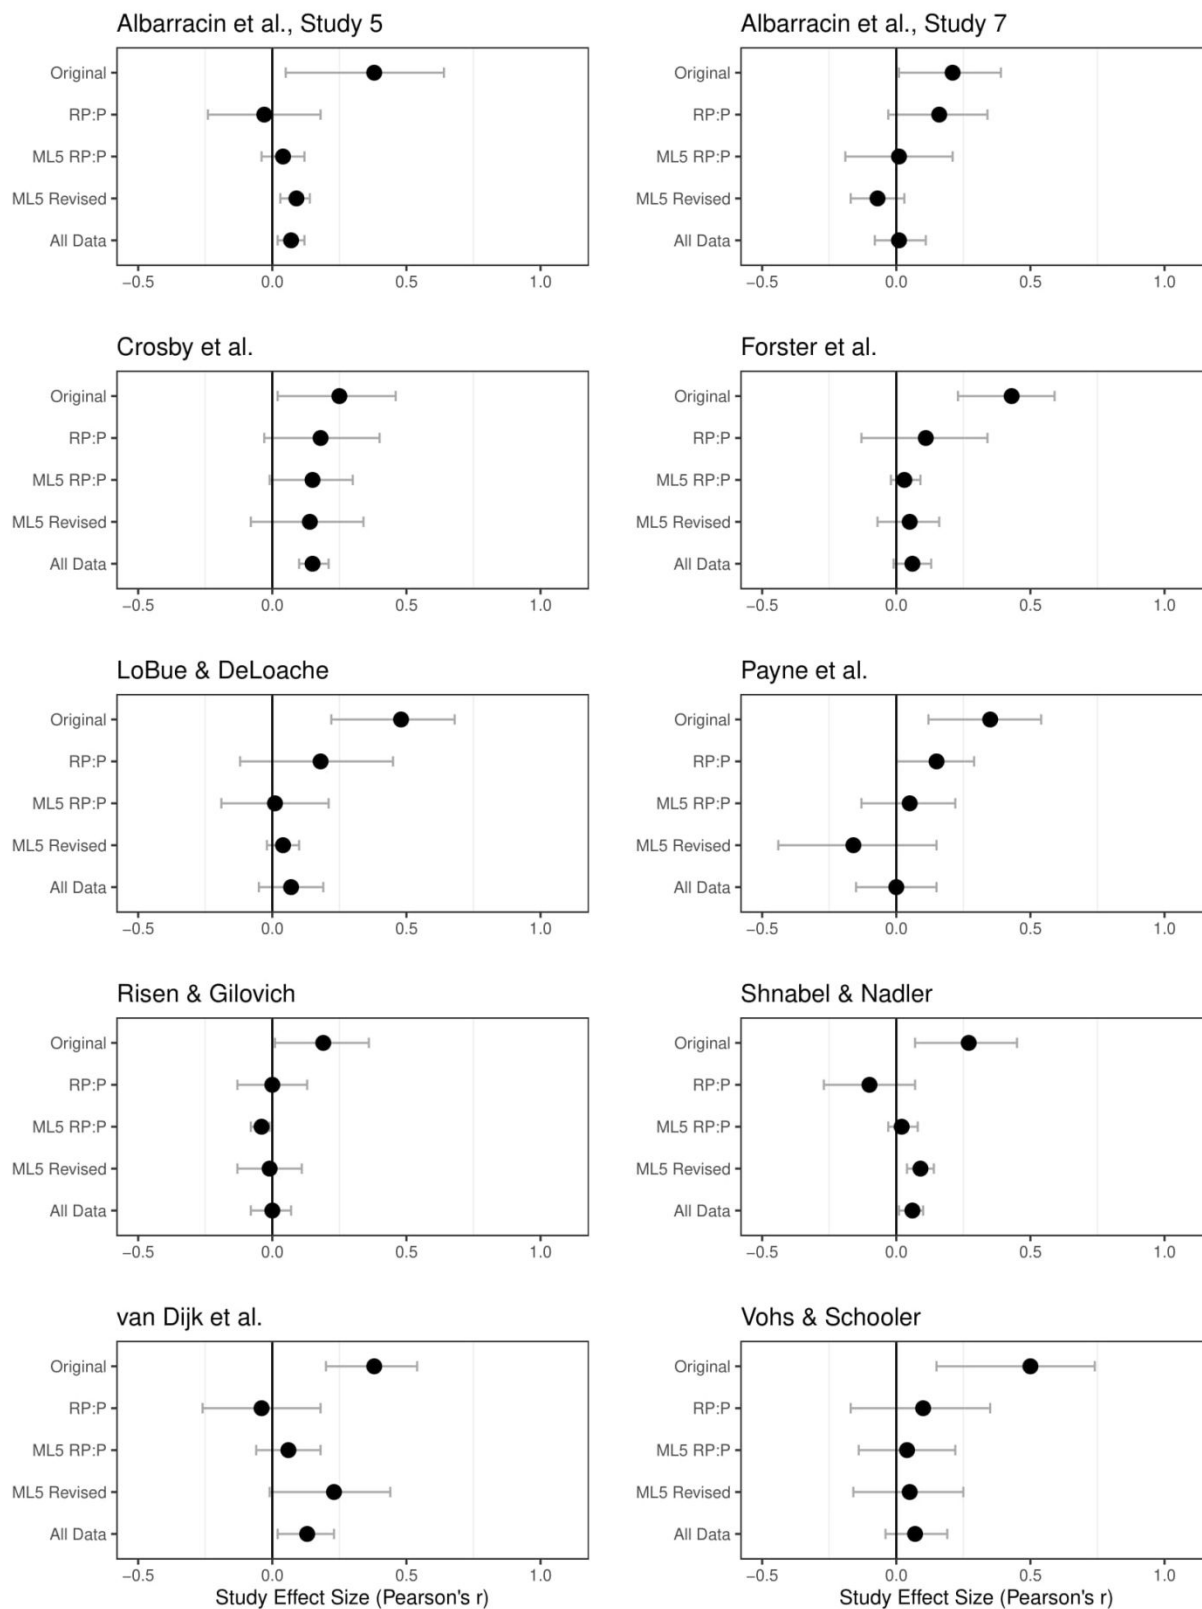 Albarracin et al., Study 5
Original
RP:P
ML5 RP:P
ML5 Revised
All Data
−0.5 0.0 0.5 1.0
Albarracin et al., Study 7
Original
RP:P
ML5 RP:P
ML5 Revised
All Data
−0.5 0.0 0.5 1.0
Crosby et al.
Original
RP:P
ML5 RP:P
ML5 Revised
All Data
−0.5 0.0 0.5 1.0
Forster et al.
Original
RP:P
ML5 RP:P
ML5 Revised
All Data
−0.5 0.0 0.5 1.0
LoBue & DeLoache
Original
RP:P
ML5 RP:P
ML5 Revised
All Data
−0.5 0.0 0.5 1.0
Payne et al.
Original
RP:P
ML5 RP:P
ML5 Revised
All Data
−0.5 0.0 0.5 1.0
Risen & Gilovich
Original
RP:P
ML5 RP:P
ML5 Revised
All Data
−0.5 0.0 0.5 1.0
Shnabel & Nadler
Original
RP:P
ML5 RP:P
ML5 Revised
All Data
−0.5 0.0 0.5 1.0
van Dijk et al.
Original
RP:P
ML5 RP:P
ML5 Revised
All Data
−0.5 0.0 0.5 1.0
Study Effect Size (Pearson's r)
Vohs & Schooler
Original
RP:P
ML5 RP:P
ML5 Revised
All Data
−0.5 0.0 0.5 1.0
Study Effect Size (Pearson's r)